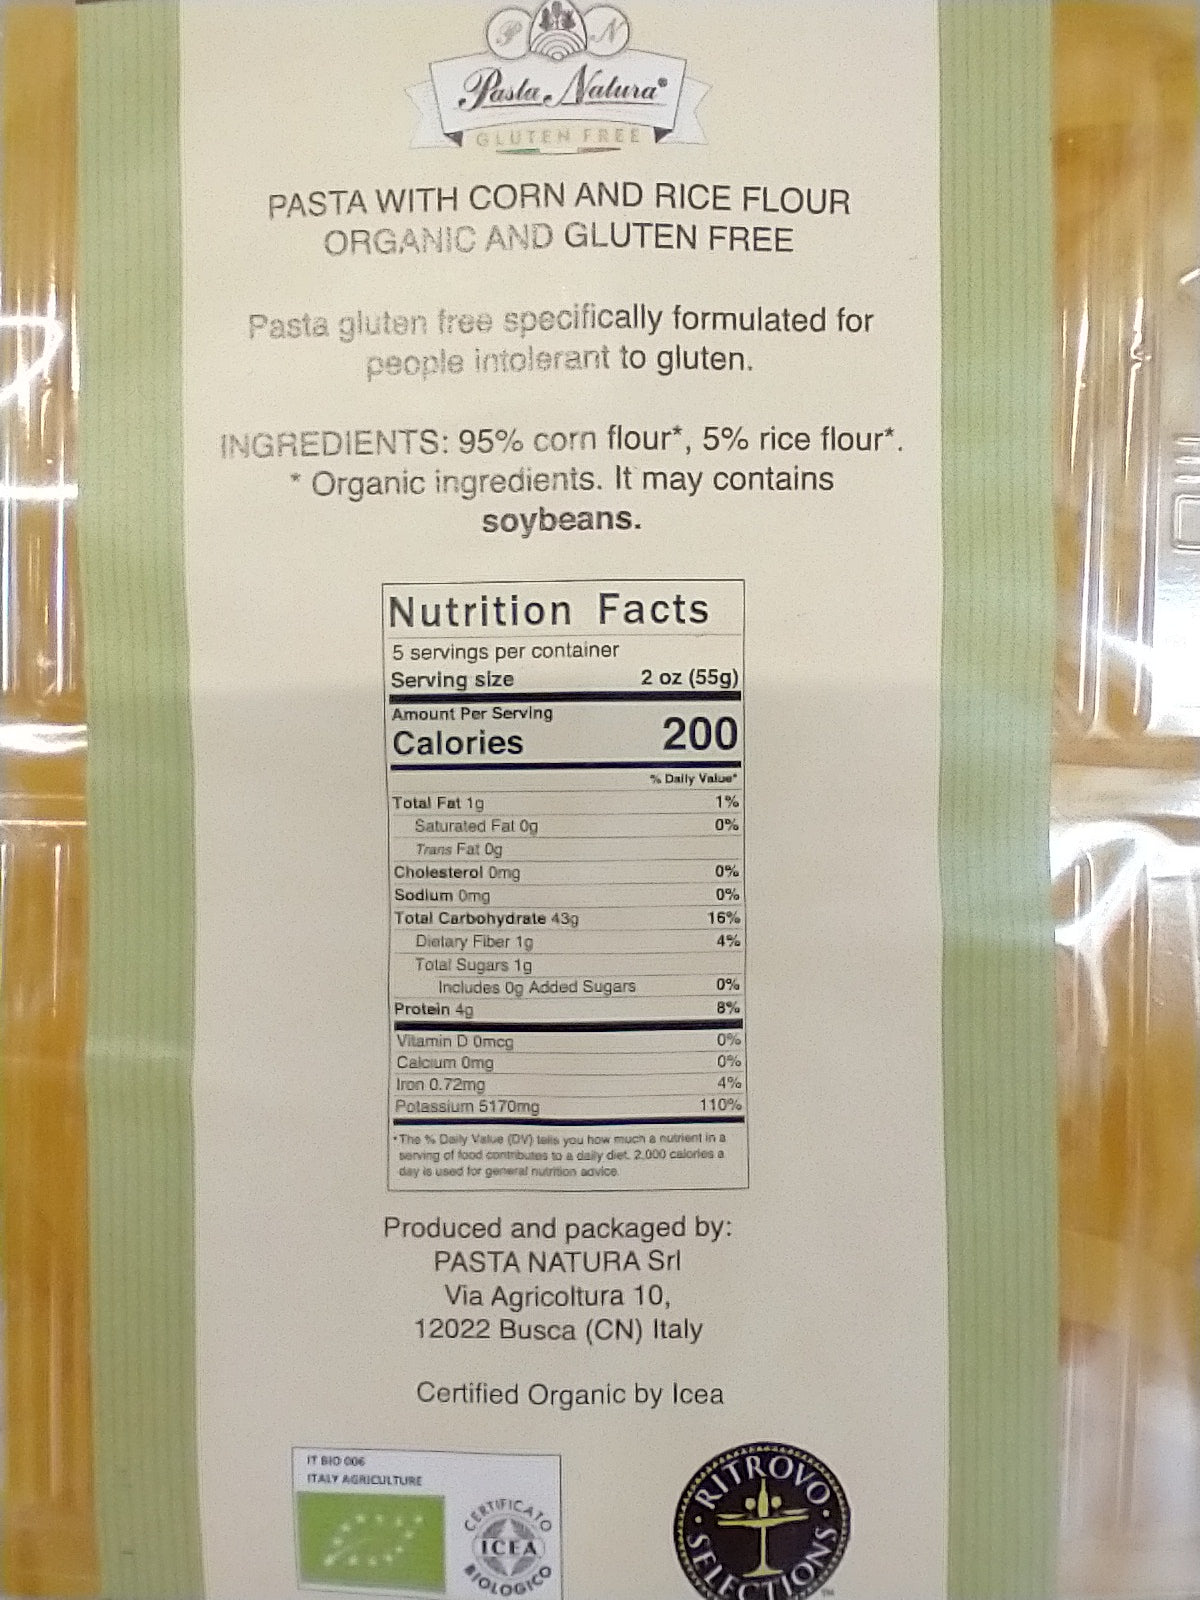 P N
Pasta Natura®
GLUTEN FREE
PASTA WITH CORN AND RICE FLOUR
ORGANIC AND GLUTEN FREE
Pasta gluten free specifically formulated for
people intolerant to gluten.
INGREDIENTS: 95% corn flour*, 5% rice flour*.
* Organic ingredients. It may contains
soybeans.
Nutrition Facts
5 servings per container
Serving size 2 oz (55g)
Amount Per Serving
Calories 200
% Daily Value*
Total Fat 1g 1%
Saturated Fat 0g 0%
Trans Fat 0g
Cholesterol 0mg 0%
Sodium 0mg 0%
Total Carbohydrate 43g 16%
Dietary Fiber 1g 4%
Total Sugars 1g
Includes 0g Added Sugars 0%
Protein 4g 8%
Vitamin D 0mcg 0%
Calcium 0mg 0%
Iron 0.72mg 4%
Potassium 5170mg 110%
*The % Daily Value (DV) tells you how much a nutrient in a
serving of food contributes to a daily diet. 2,000 calories a
day is used for general nutrition advice.
Produced and packaged by:
PASTA NATURA Srl
Via Agricoltura 10,
12022 Busca (CN) Italy
Certified Organic by Icea
IT BIO 006
ITALY AGRICULTURE
CERTIFICATO
ICEA
BIOLOGICO
RITROVO
SELECTIONS
TM